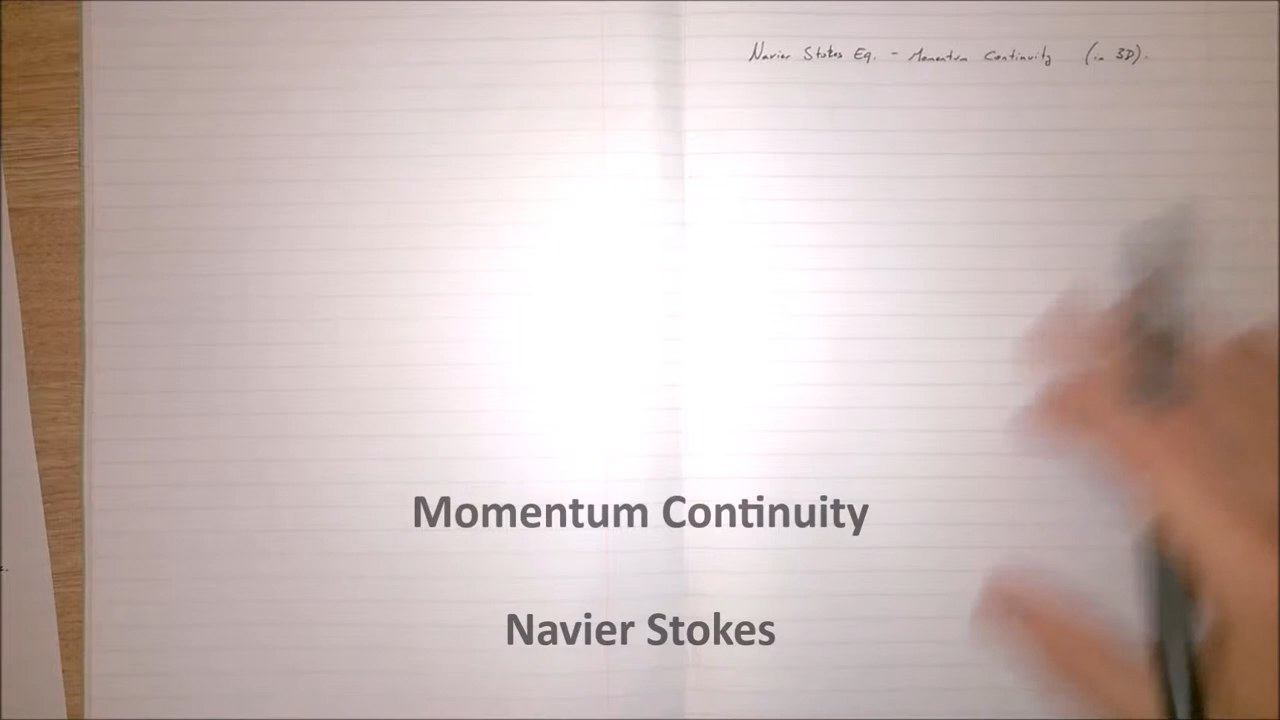 Navier Stokes Eq. - Momentum Continuity (in 3D).
Momentum Continuity
Navier Stokes